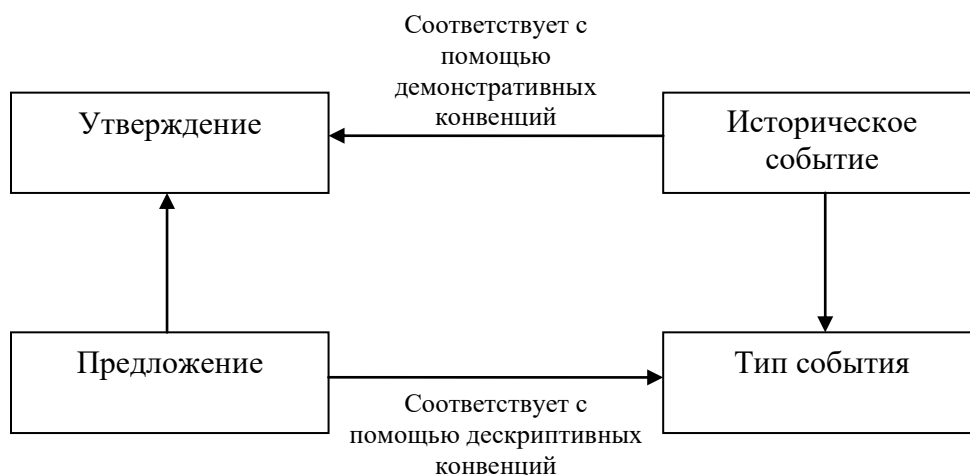 Соответствует с
помощью
демонстративных
конвенций
Утверждение
Историческое
событие
Предложение
Тип события
Соответствует с
помощью дескриптивных
конвенций